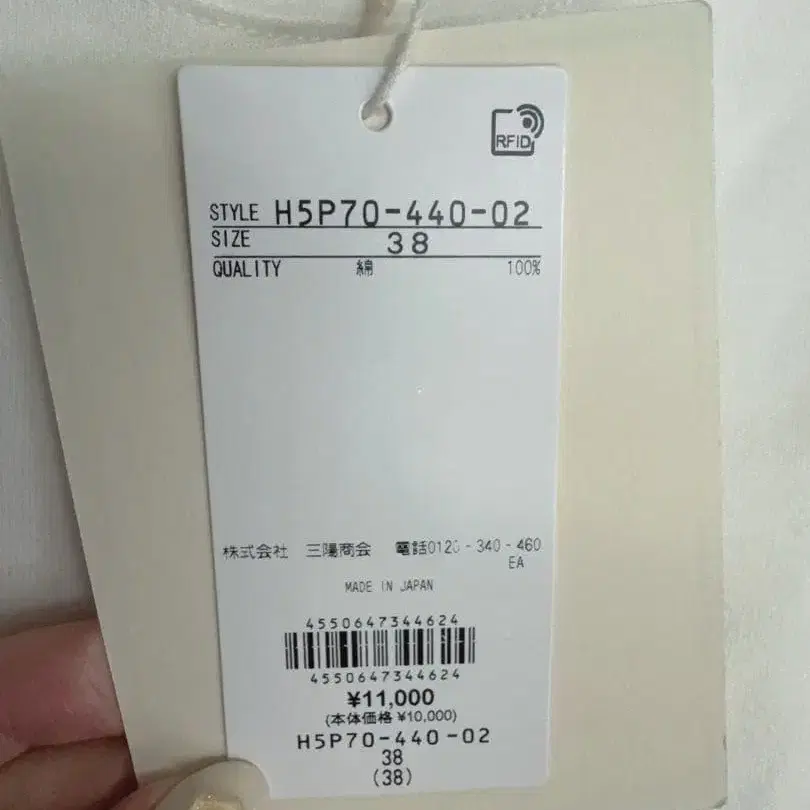 RFID
STYLE H5P70-440-02
SIZE 38
QUALITY 綿 100%
株式会社 三陽商会 電話0120-340-460
EA
MADE IN JAPAN
4550647344624
4550647344624
¥11,000
(本体価格 ¥10,000)
H5P70-440-02
38
(38)